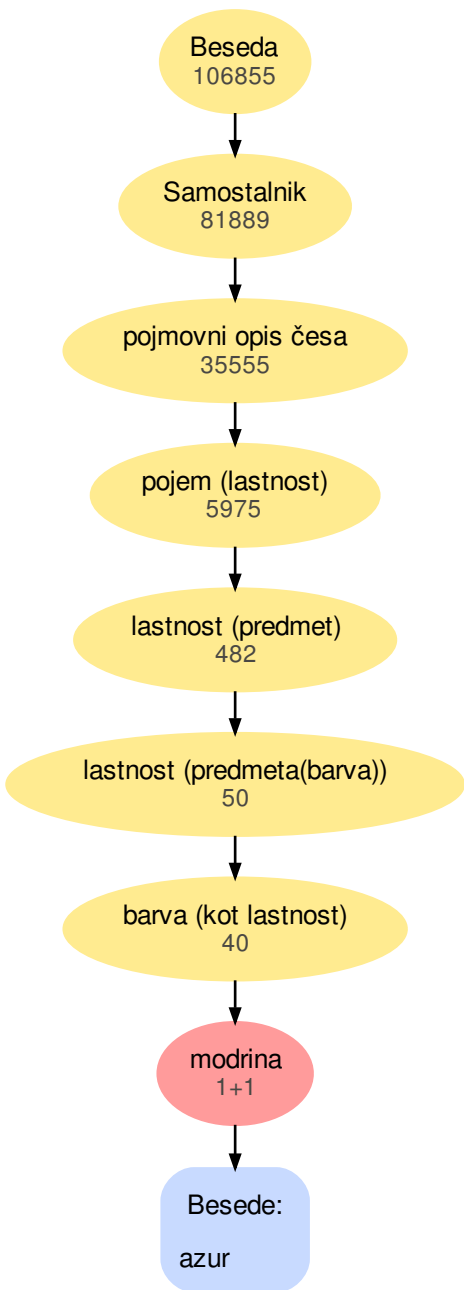 Beseda
106855
Samostalnik
81889
pojmovni opis česa
35555
pojem (lastnost)
5975
lastnost (predmet)
482
lastnost (predmeta(barva))
50
barva (kot lastnost)
40
modrina
1+1
Besede:
azur